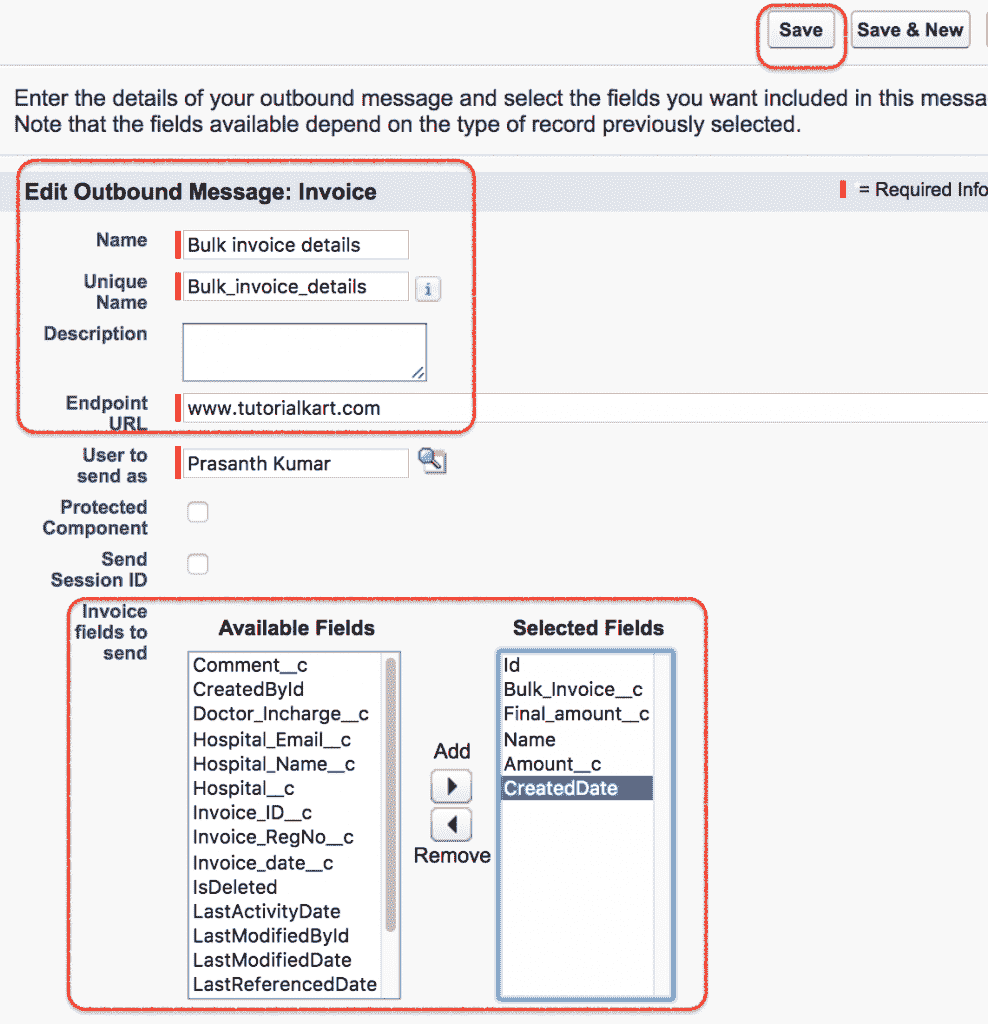 Save Save & New
Enter the details of your outbound message and select the fields you want included in this messa
Note that the fields available depend on the type of record previously selected.
Edit Outbound Message: Invoice = Required Info
Name Bulk invoice details
Unique Name Bulk_invoice_details i
Description
Endpoint URL www.tutorialkart.com
User to send as Prasanth Kumar
Protected Component
Send Session ID
Invoice fields to send
Available Fields
Comment__c
CreatedById
Doctor_Incharge__c
Hospital_Email__c
Hospital_Name__c
Hospital__c
Invoice_ID__c
Invoice_RegNo__c
Invoice_date__c
IsDeleted
LastActivityDate
LastModifiedById
LastModifiedDate
LastReferencedDate
Add
Remove
Selected Fields
Id
Bulk_Invoice__c
Final_amount__c
Name
Amount__c
CreatedDate